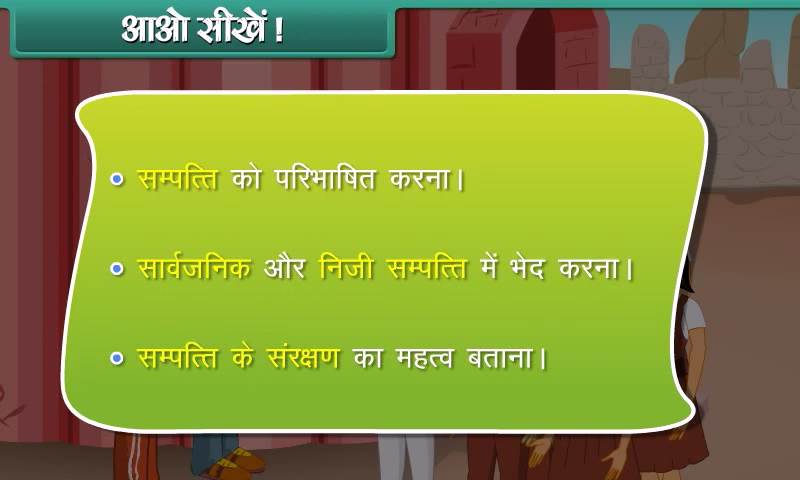 आओ सीखें!
सम्पत्ति को परिभाषित करना।
सार्वजनिक और निजी सम्पत्ति में भेद करना।
सम्पत्ति के संरक्षण का महत्व बताना।